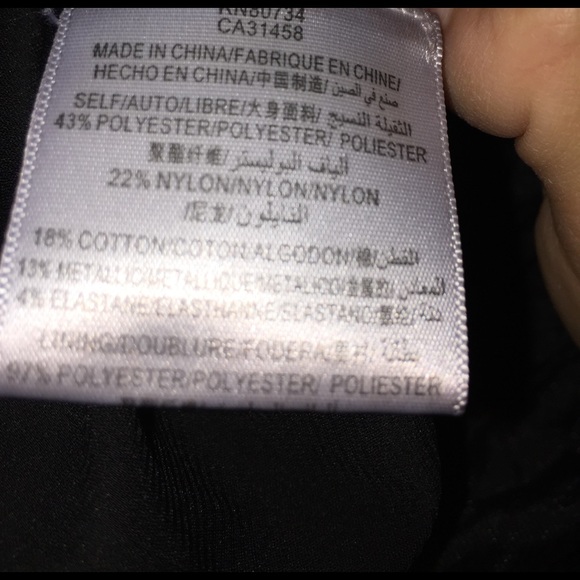 RN80734
CA31458
MADE IN CHINA/FABRIQUE EN CHINE/
HECHO EN CHINA/中国制造/ صنع في الصين
SELF/AUTO/LIBRE/大身面料/ الثقيلة النسيج
43% POLYESTER/POLYESTER/ POLIESTER
聚酯纤维/ألياف البوليستر/
22% NYLON/NYLON/NYLON
/尼龙/النايلون
18% COTTON/COTON/ALGODON/棉/القطن
13% METALLIC/METALLIQUE/METALICO/金属的/
4% ELASTANE/ELASTHANNE/ELASTANO/氨纶/
LINING/DOUBLURE/FODERA/里料/بطانة
97% POLYESTER/POLYESTER/ POLIESTER